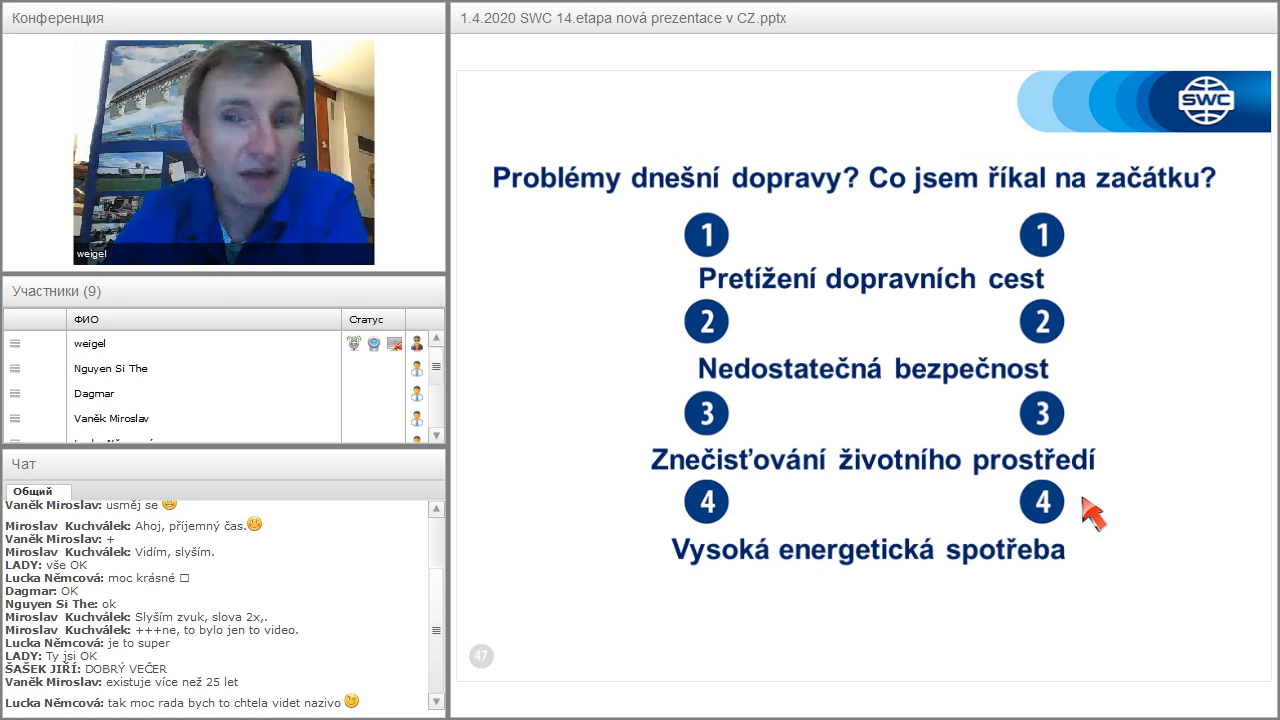 Конференция
weigel
Участники (9)
ФИО
Статус
weigel
Nguyen Si The
Dagmar
Vaněk Miroslav
Чат
Общий
Vaněk Miroslav: usměj se
Miroslav Kuchválek: Ahoj, příjemný čas.
Vaněk Miroslav: +
Miroslav Kuchválek: Vidím, slyším.
LADY: vše OK
Lucka Němcová: moc krásné
Dagmar: OK
Nguyen Si The: ok
Miroslav Kuchválek: Slyším zvuk, slova 2x,.
Miroslav Kuchválek: +++ne, to bylo jen to video.
Lucka Němcová: je to super
LADY: Ty jsi OK
ŠAŠEK JIŘÍ: DOBRÝ VEČER
Vaněk Miroslav: existuje více než 25 let
Lucka Němcová: tak moc rada bych to chtela videt nazivo
1.4.2020 SWC 14.etapa nová prezentace v CZ.pptx
SWC
Problémy dnešní dopravy? Co jsem říkal na začátku?
1 1
Pretížení dopravních cest
2 2
Nedostatečná bezpečnost
3 3
Znečisťování životního prostředí
4 4
Vysoká energetická spotřeba
47